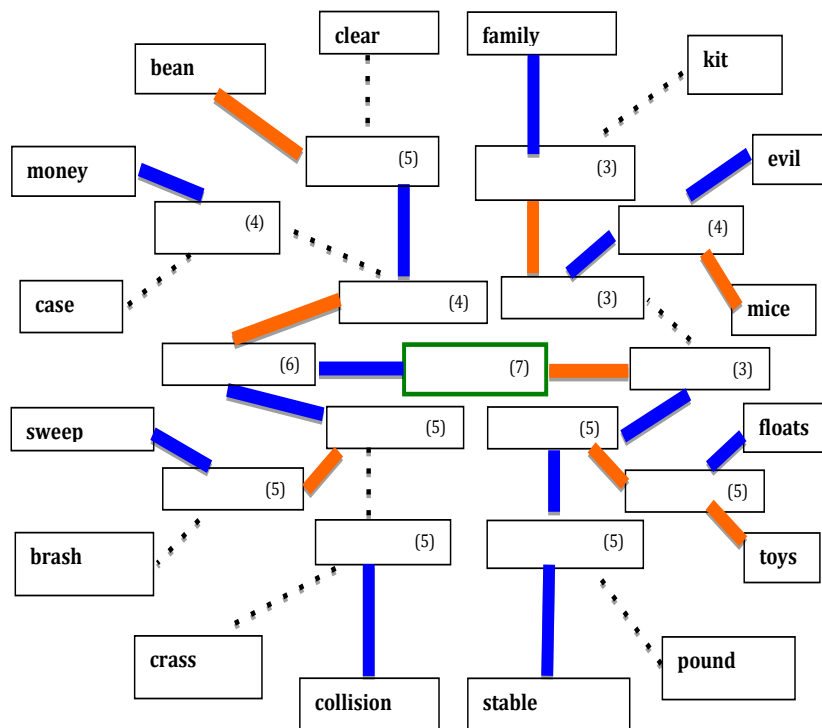 clear
family
kit
bean
(5)
(3)
evil
money
(4)
(4)
case
(4)
(3)
mice
(6)
(7)
(3)
sweep
(5)
(5)
floats
(5)
(5)
brash
(5)
(5)
toys
crass
pound
collision
stable